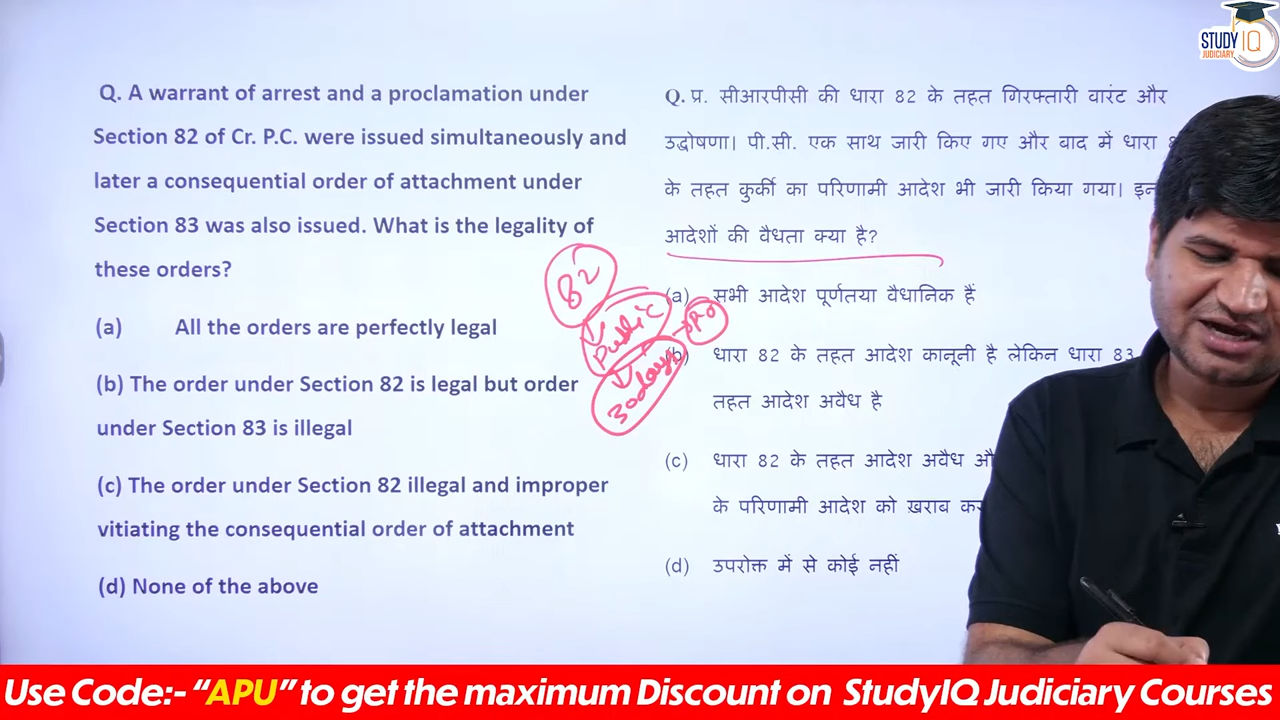 STUDY IQ
JUDICIARY
Q. A warrant of arrest and a proclamation under
Section 82 of Cr. P.C. were issued simultaneously and
later a consequential order of attachment under
Section 83 was also issued. What is the legality of
these orders?
(a) All the orders are perfectly legal
(b) The order under Section 82 is legal but order
under Section 83 is illegal
(c) The order under Section 82 illegal and improper
vitiating the consequential order of attachment
(d) None of the above
Q. प्र. सीआरपीसी की धारा 82 के तहत गिरफ्तारी वारंट और
उद्घोषणा। पी.सी. एक साथ जारी किए गए और बाद में धारा
के तहत कुर्की का परिणामी आदेश भी जारी किया गया। इन
आदेशों की वैधता क्या है?
(a) सभी आदेश पूर्णतया वैधानिक हैं
(b) धारा 82 के तहत आदेश कानूनी है लेकिन धारा 83
तहत आदेश अवैध है
(c) धारा 82 के तहत आदेश अवैध औ
के परिणामी आदेश को ख़राब कर
(d) उपरोक्त में से कोई नहीं
82
Public
30days
Use Code:- “APU” to get the maximum Discount on StudyIQ Judiciary Courses